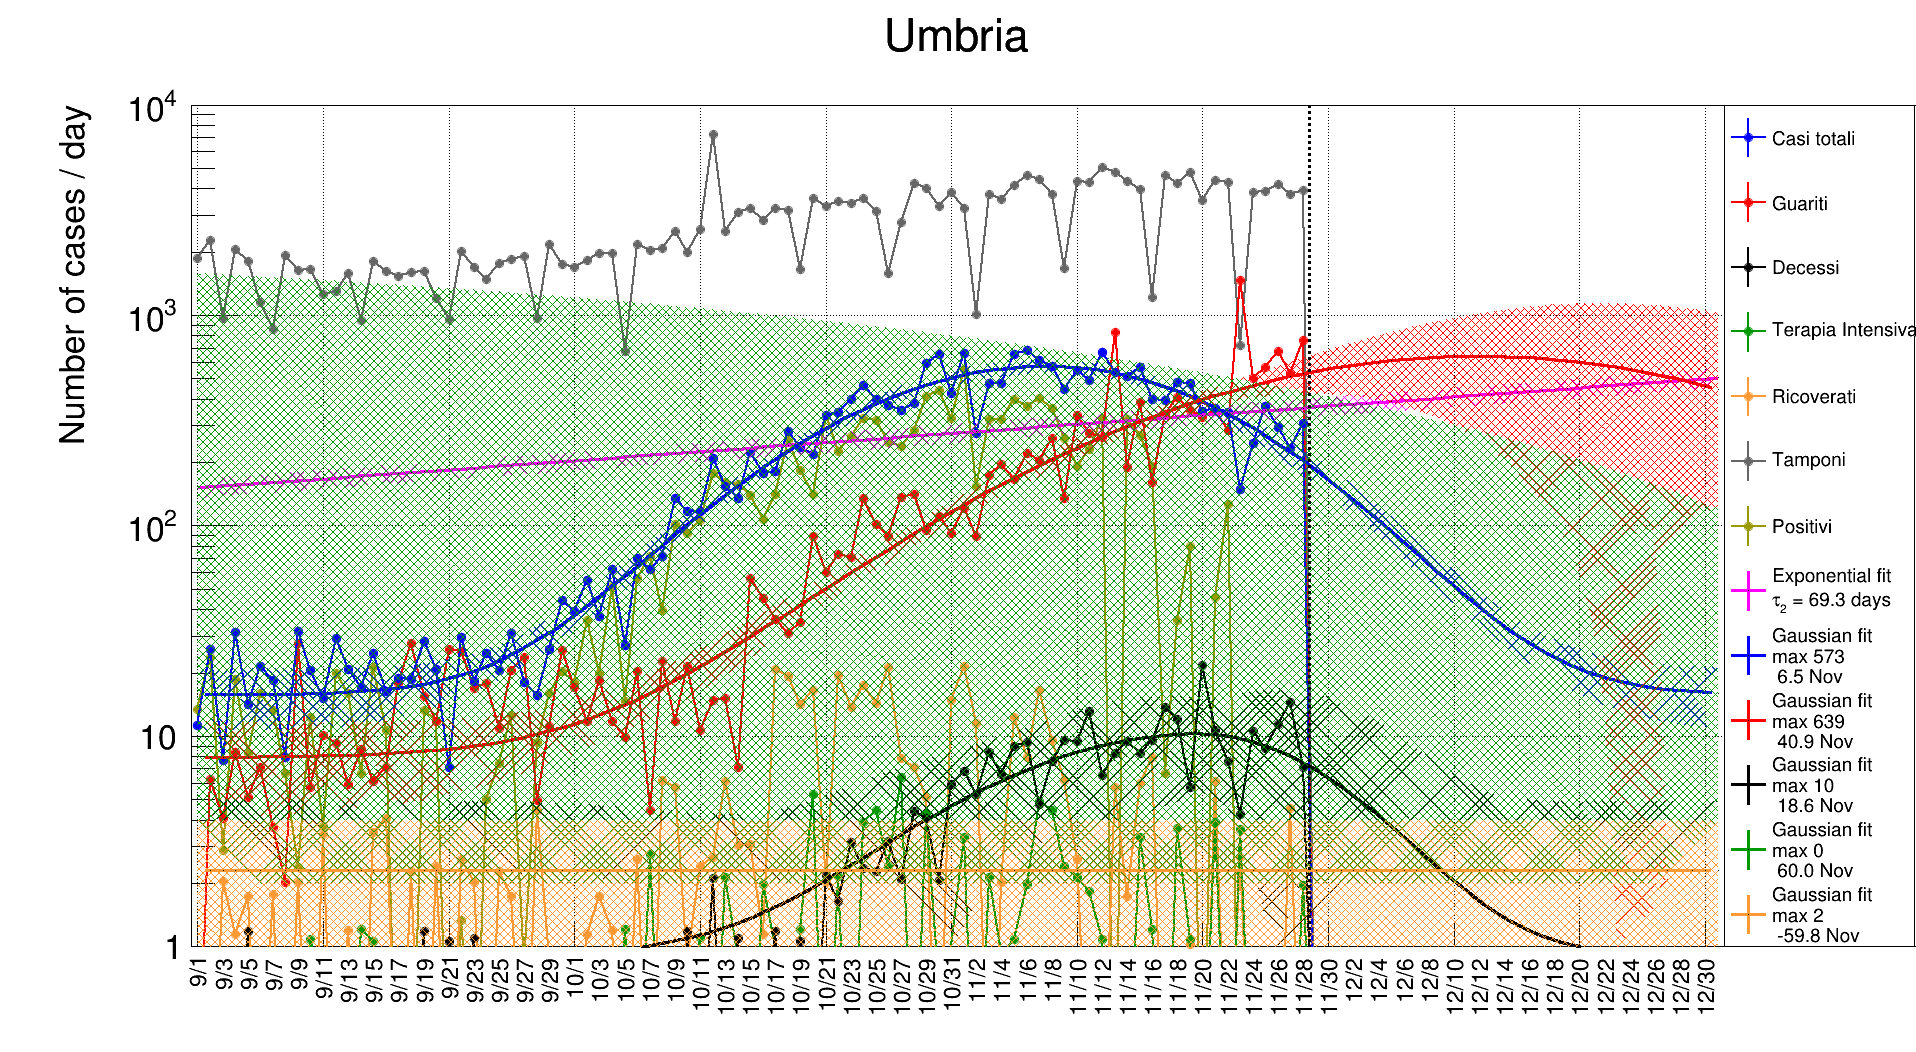 Umbria
Number of cases / day
10^4
10^3
10^2
10
1
9/1
9/3
9/5
9/7
9/9
9/11
9/13
9/15
9/17
9/19
9/21
9/23
9/25
9/27
9/29
10/1
10/3
10/5
10/7
10/9
10/11
10/13
10/15
10/17
10/19
10/21
10/23
10/25
10/27
10/29
10/31
11/2
11/4
11/6
11/8
11/10
11/12
11/14
11/16
11/18
11/20
11/22
11/24
11/26
11/28
11/30
12/2
12/4
12/6
12/8
12/10
12/12
12/14
12/16
12/18
12/20
12/22
12/24
12/26
12/28
12/30
Casi totali
Guariti
Decessi
Terapia Intensiva
Ricoverati
Tamponi
Positivi
Exponential fit
τ₂ = 69.3 days
Gaussian fit
max 573
6.5 Nov
Gaussian fit
max 639
40.9 Nov
Gaussian fit
max 10
18.6 Nov
Gaussian fit
max 0
60.0 Nov
Gaussian fit
max 2
-59.8 Nov